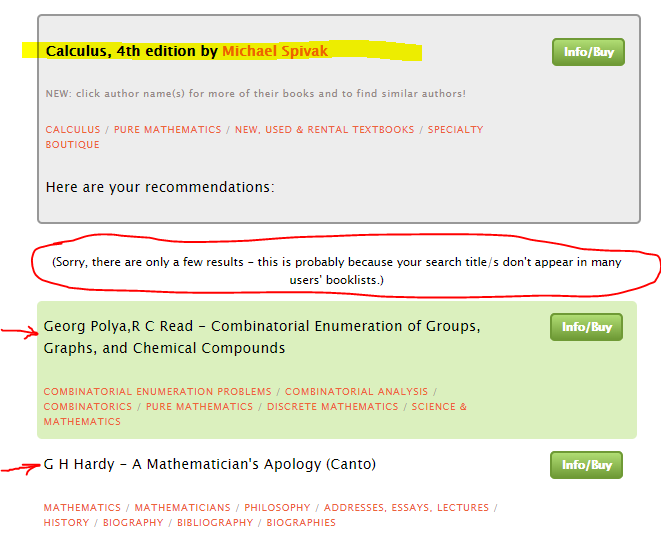 Calculus, 4th edition by Michael Spivak
Info/Buy
NEW: click author name(s) for more of their books and to find similar authors!
CALCULUS / PURE MATHEMATICS / NEW, USED & RENTAL TEXTBOOKS / SPECIALTY
BOUTIQUE
Here are your recommendations:
(Sorry, there are only a few results - this is probably because your search title/s don't appear in many
users' booklists.)
Georg Polya,R C Read - Combinatorial Enumeration of Groups,
Graphs, and Chemical Compounds
Info/Buy
COMBINATORIAL ENUMERATION PROBLEMS / COMBINATORIAL ANALYSIS /
COMBINATORICS / PURE MATHEMATICS / DISCRETE MATHEMATICS / SCIENCE &
MATHEMATICS
G H Hardy - A Mathematician's Apology (Canto)
Info/Buy
MATHEMATICS / MATHEMATICIANS / PHILOSOPHY / ADDRESSES, ESSAYS, LECTURES /
HISTORY / BIOGRAPHY / BIBLIOGRAPHY / BIOGRAPHIES